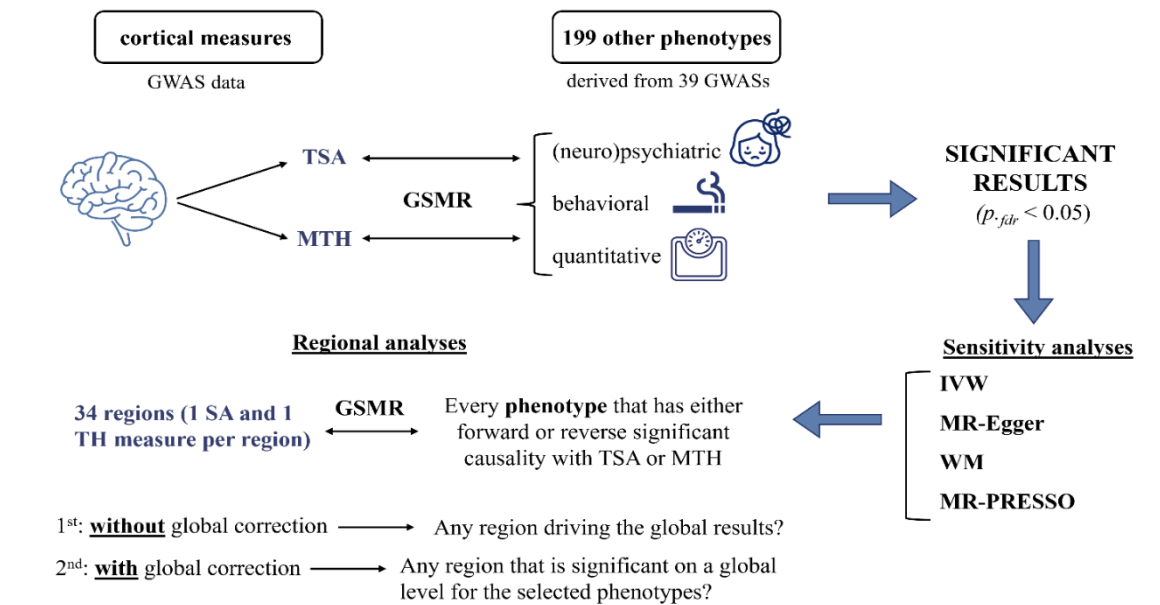 cortical measures
GWAS data
199 other phenotypes
derived from 39 GWASs
TSA
MTH
GSMR
(neuro)psychiatric
behavioral
quantitative
SIGNIFICANT
RESULTS
(p.fdr < 0.05)
Sensitivity analyses
IVW
MR-Egger
WM
MR-PRESSO
Regional analyses
34 regions (1 SA and 1
TH measure per region)
GSMR
Every phenotype that has either
forward or reverse significant
causality with TSA or MTH
1st: without global correction
Any region driving the global results?
2nd: with global correction
Any region that is significant on a global
level for the selected phenotypes?